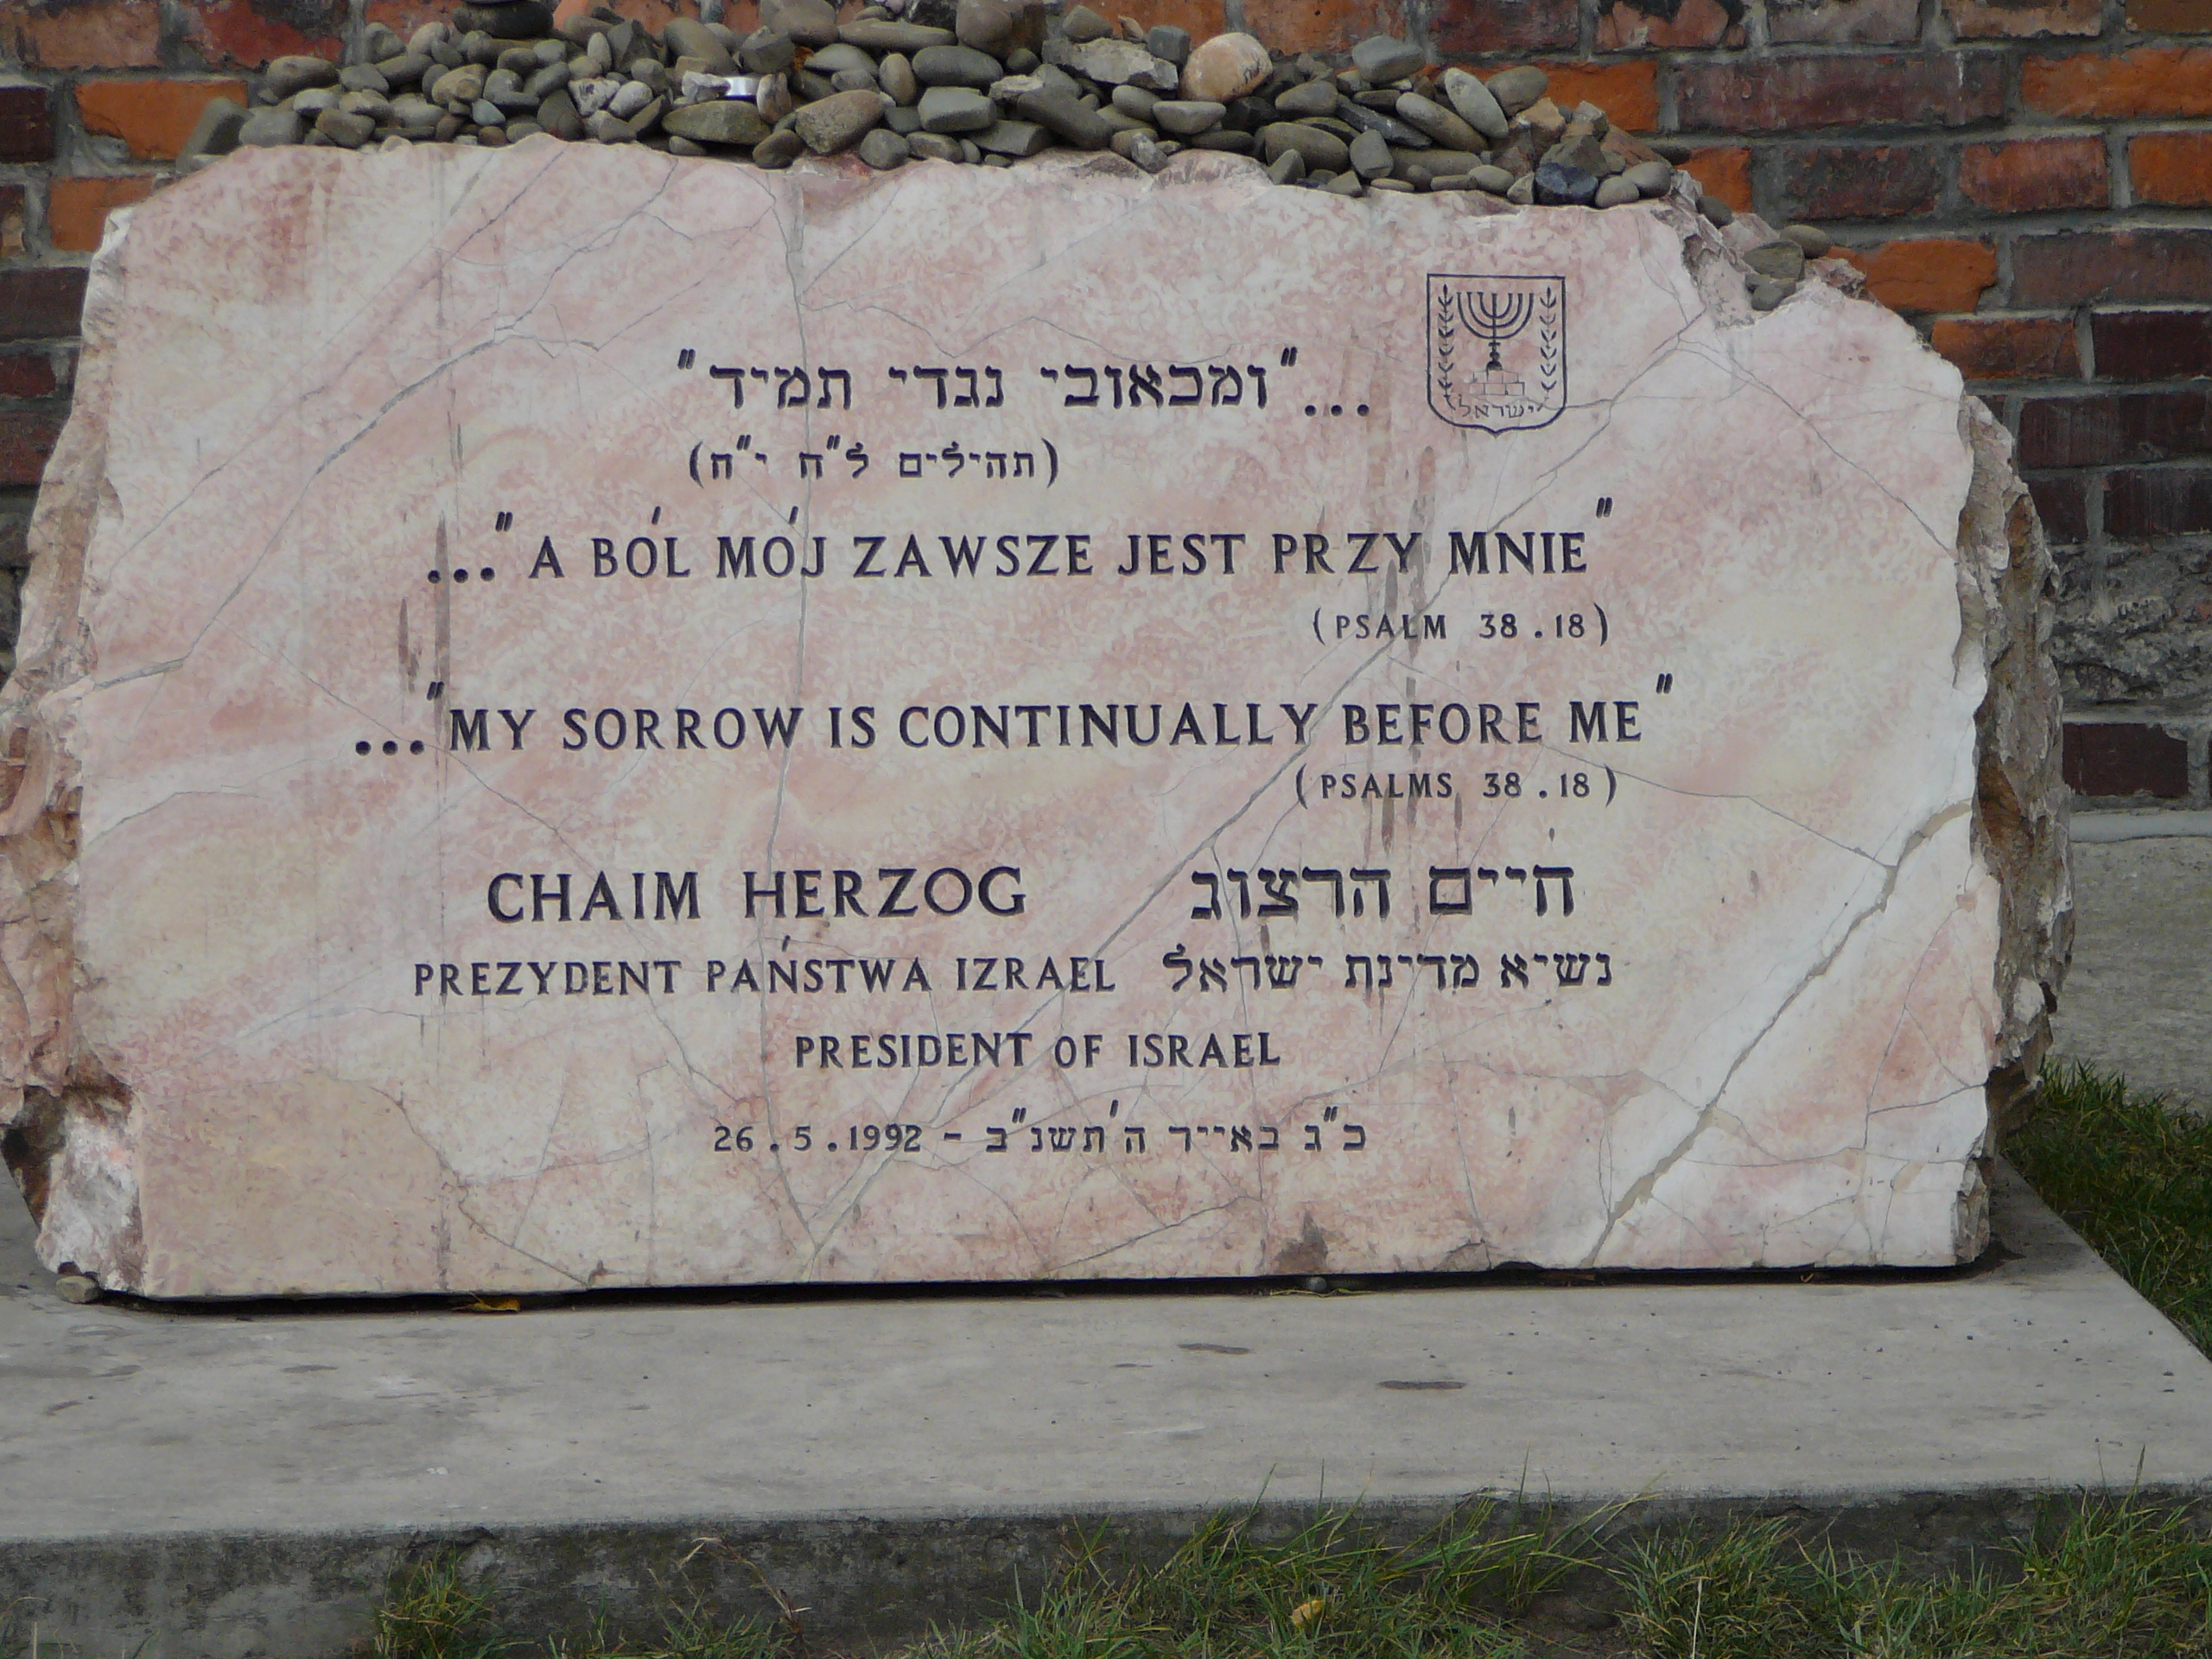 ..."ומכאובי נגדי תמיד"
ישראל
(תהילים ל"ח י"ח)
..."A BÓL MÓJ ZAWSZE JEST PRZY MNIE"
(PSALM 38.18)
..."MY SORROW IS CONTINUALLY BEFORE ME"
(PSALMS 38.18)
CHAIM HERZOG חיים הרצוג
PREZYDENT PAŃSTWA IZRAEL נשיא מדינת ישראל
PRESIDENT OF ISRAEL
כ"ג באייר ה'תשנ"ב - 26.5.1992